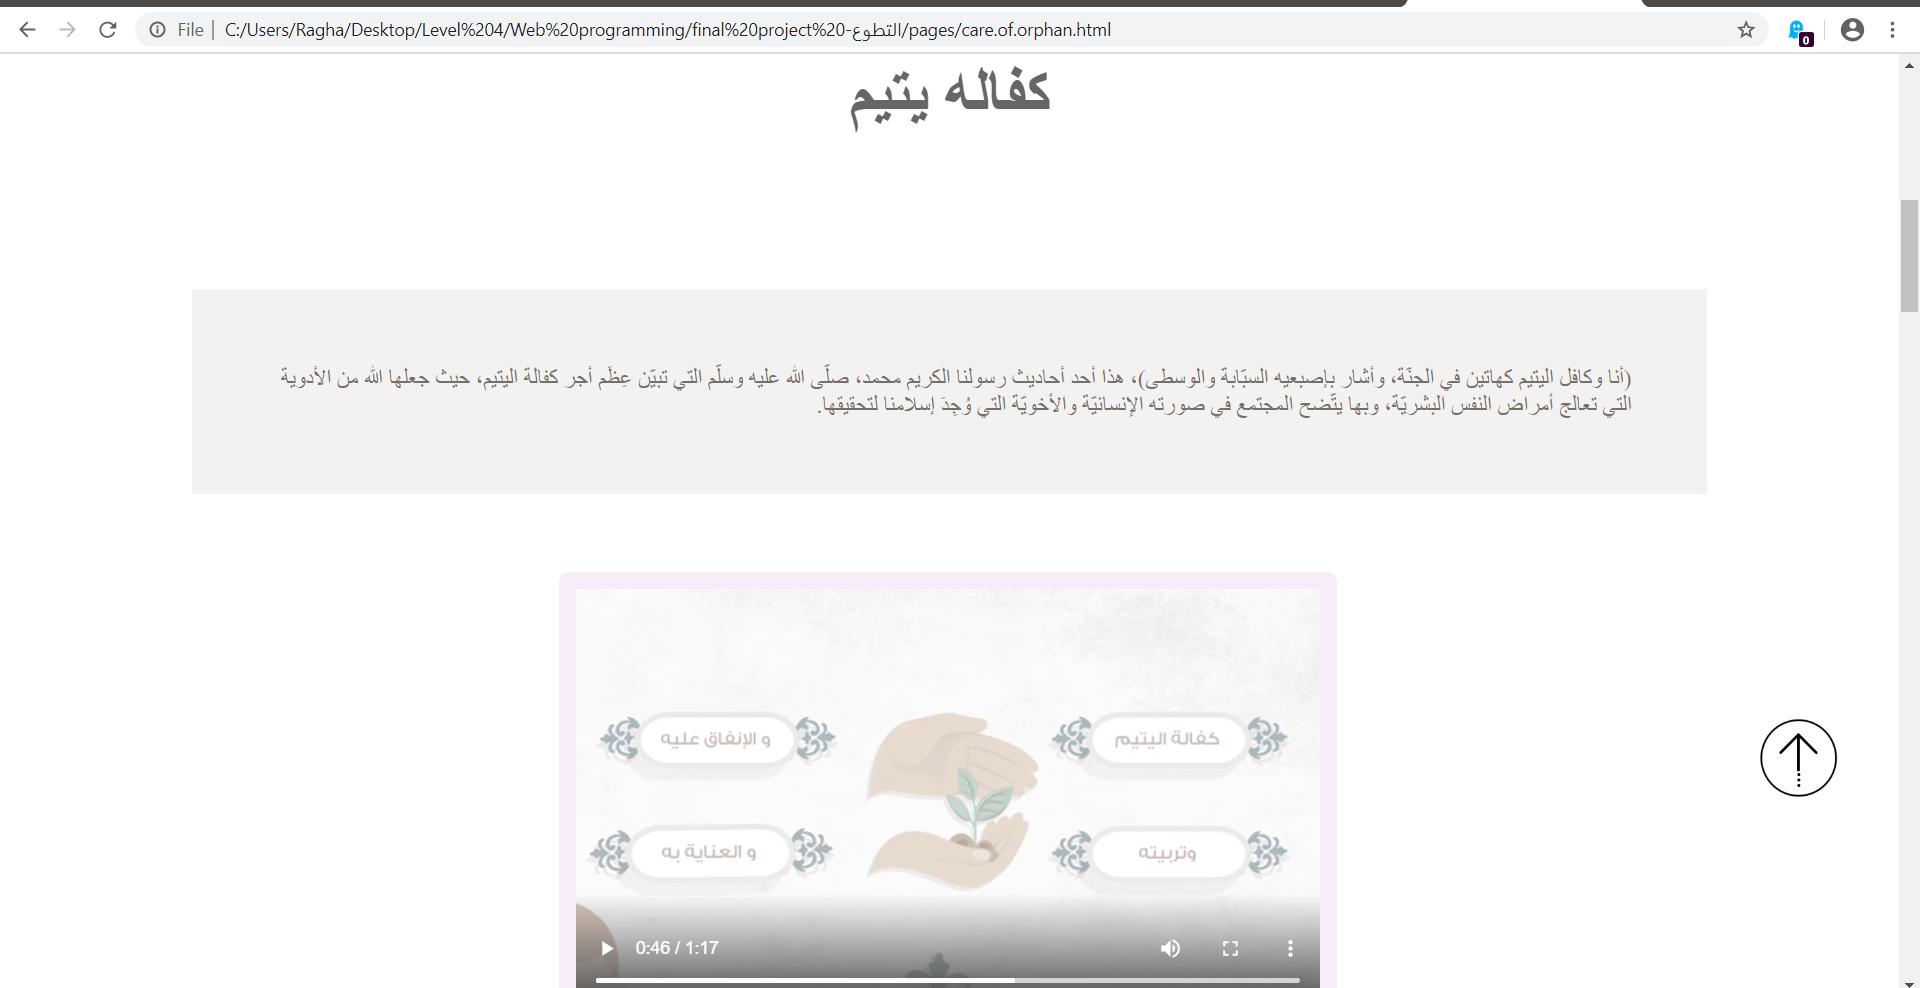 File | C:/Users/Ragha/Desktop/Level%204/Web%20programming/final%20project%20-التطوع/pages/care.of.orphan.html
0
كفاله يتيم
(أنا وكافل اليتيم كهاتين في الجنّة، وأشار بإصبعيه السبّابة والوسطى)، هذا أحد أحاديث رسولنا الكريم محمد، صلّى الله عليه وسلّم التي تبيّن عِظَم أجر كفالة اليتيم، حيث جعلها الله من الأدوية
التي تعالج أمراض النفس البشريّة، وبها يتّضح المجتمع في صورته الإنسانيّة والأخويّة التي وُجِدَ إسلامنا لتحقيقها.
كفالة اليتيم
و الإنفاق عليه
وتربيته
و العناية به
0:46 / 1:17